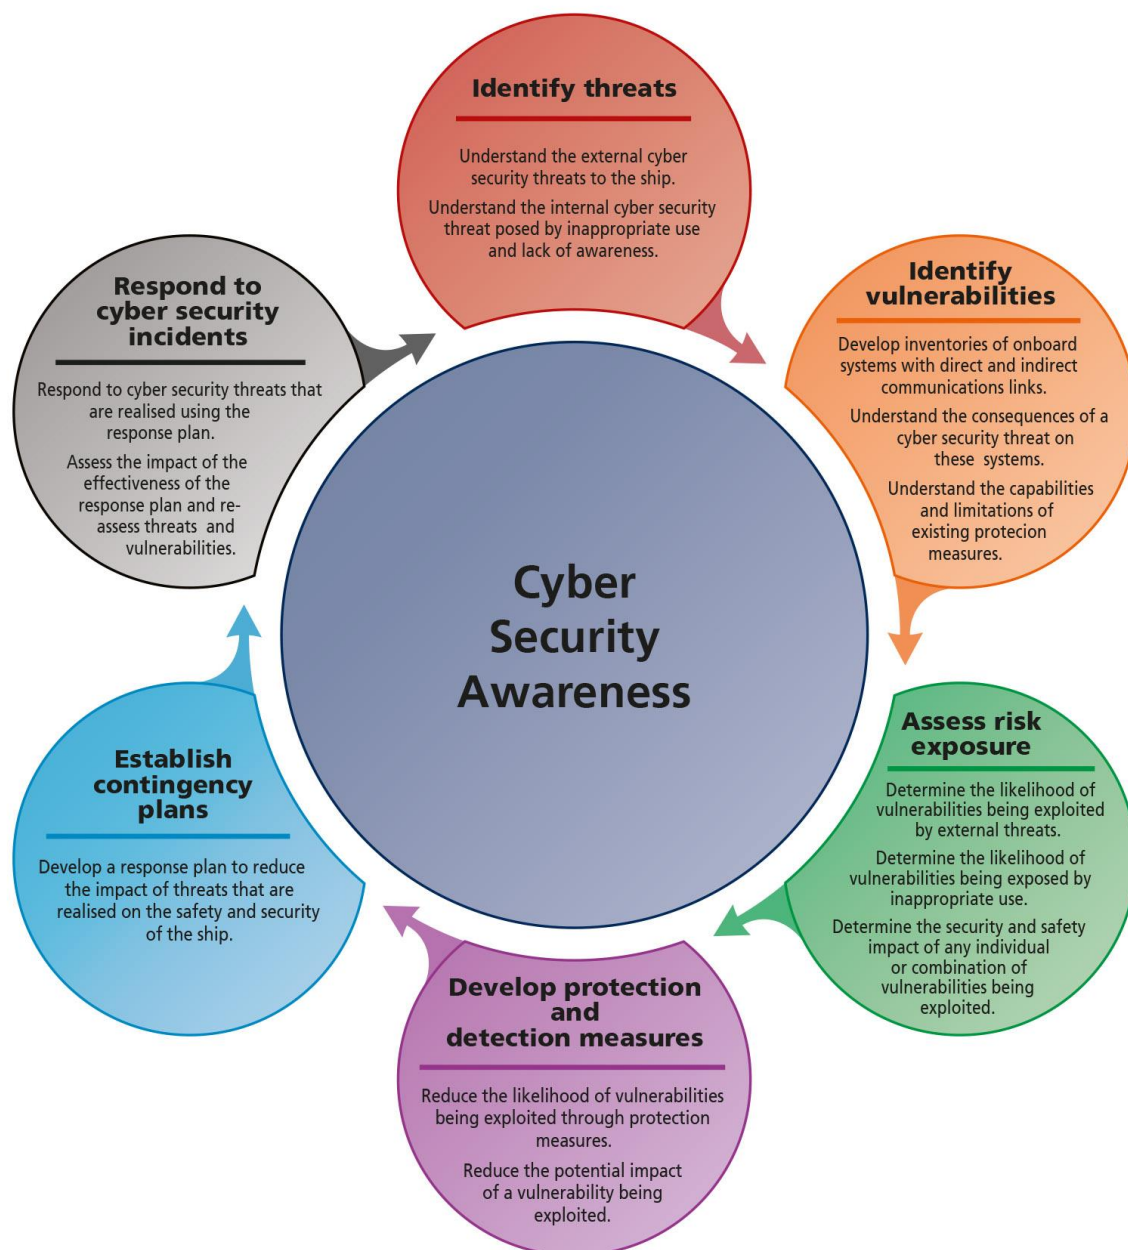 Identify threats
Understand the external cyber
security threats to the ship.
Understand the internal cyber security
threat posed by inappropriate use
and lack of awareness.
Identify
vulnerabilities
Develop inventories of onboard
systems with direct and indirect
communications links.
Understand the consequences of a
cyber security threat on
these systems.
Understand the capabilities
and limitations of
existing protecion
measures.
Assess risk
exposure
Determine the likelihood of
vulnerabilities being exploited
by external threats.
Determine the likelihood of
vulnerabilities being exposed by
inappropriate use.
Determine the security and safety
impact of any individual
or combination of
vulnerabilities being
exploited.
Develop protection
and
detection measures
Reduce the likelihood of vulnerabilities
being exploited through protection
measures.
Reduce the potential impact
of a vulnerability being
exploited.
Establish
contingency
plans
Develop a response plan to reduce
the impact of threats that are
realised on the safety and security
of the ship.
Respond to
cyber security
incidents
Respond to cyber security threats that
are realised using the
response plan.
Assess the impact of the
effectiveness of the
response plan and re-
assess threats and
vulnerabilities.
Cyber
Security
Awareness